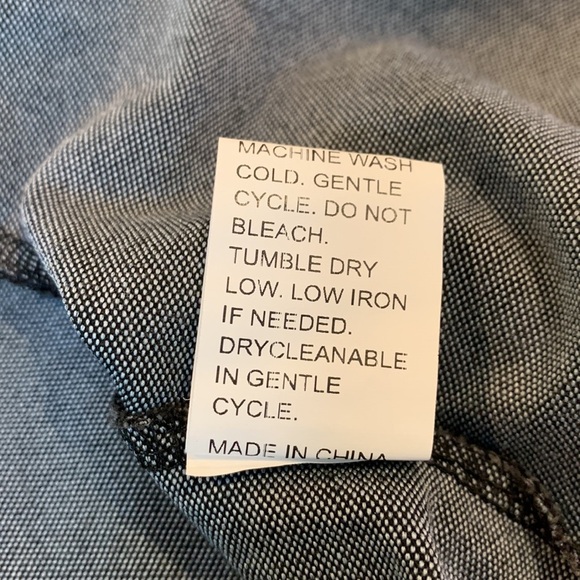 MACHINE WASH
COLD. GENTLE
CYCLE. DO NOT
BLEACH.
TUMBLE DRY
LOW. LOW IRON
IF NEEDED.
DRYCLEANABLE
IN GENTLE
CYCLE.
MADE IN CHINA